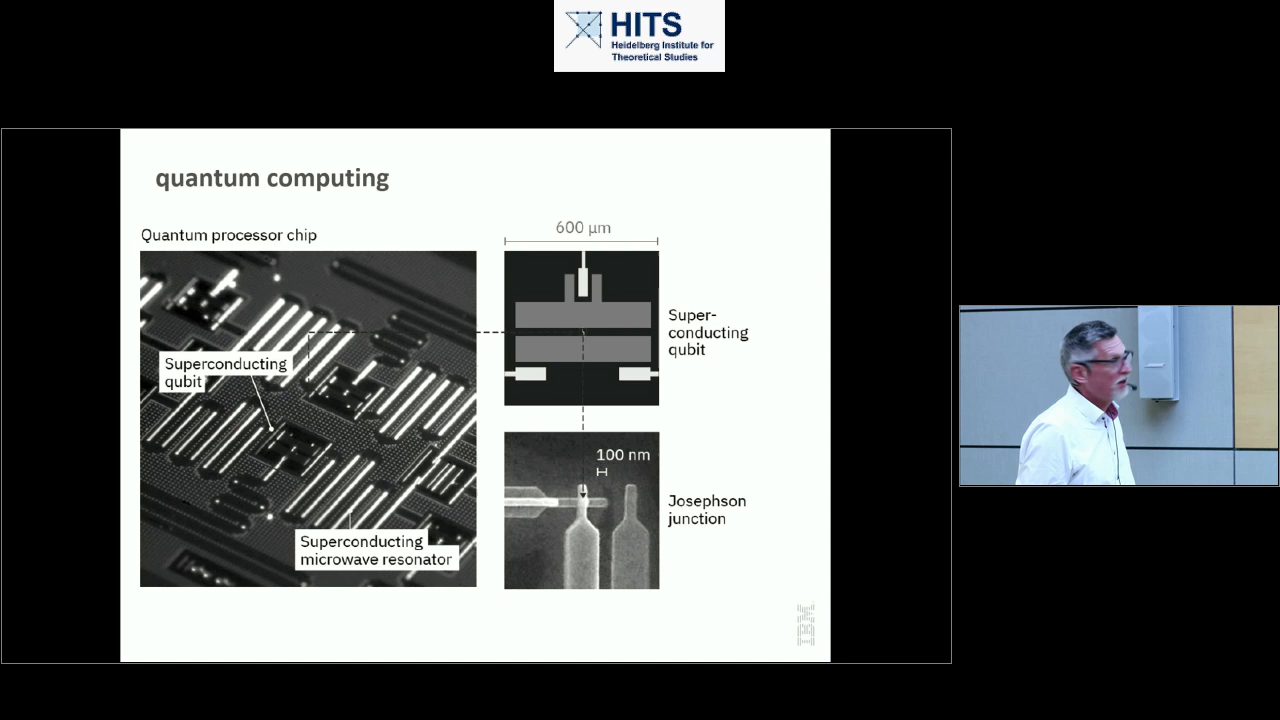 HITS
Heidelberg Institute for
Theoretical Studies
quantum computing
Quantum processor chip
600 µm
Superconducting
qubit
Super-
conducting
qubit
100 nm
Josephson
junction
Superconducting
microwave resonator
IBM